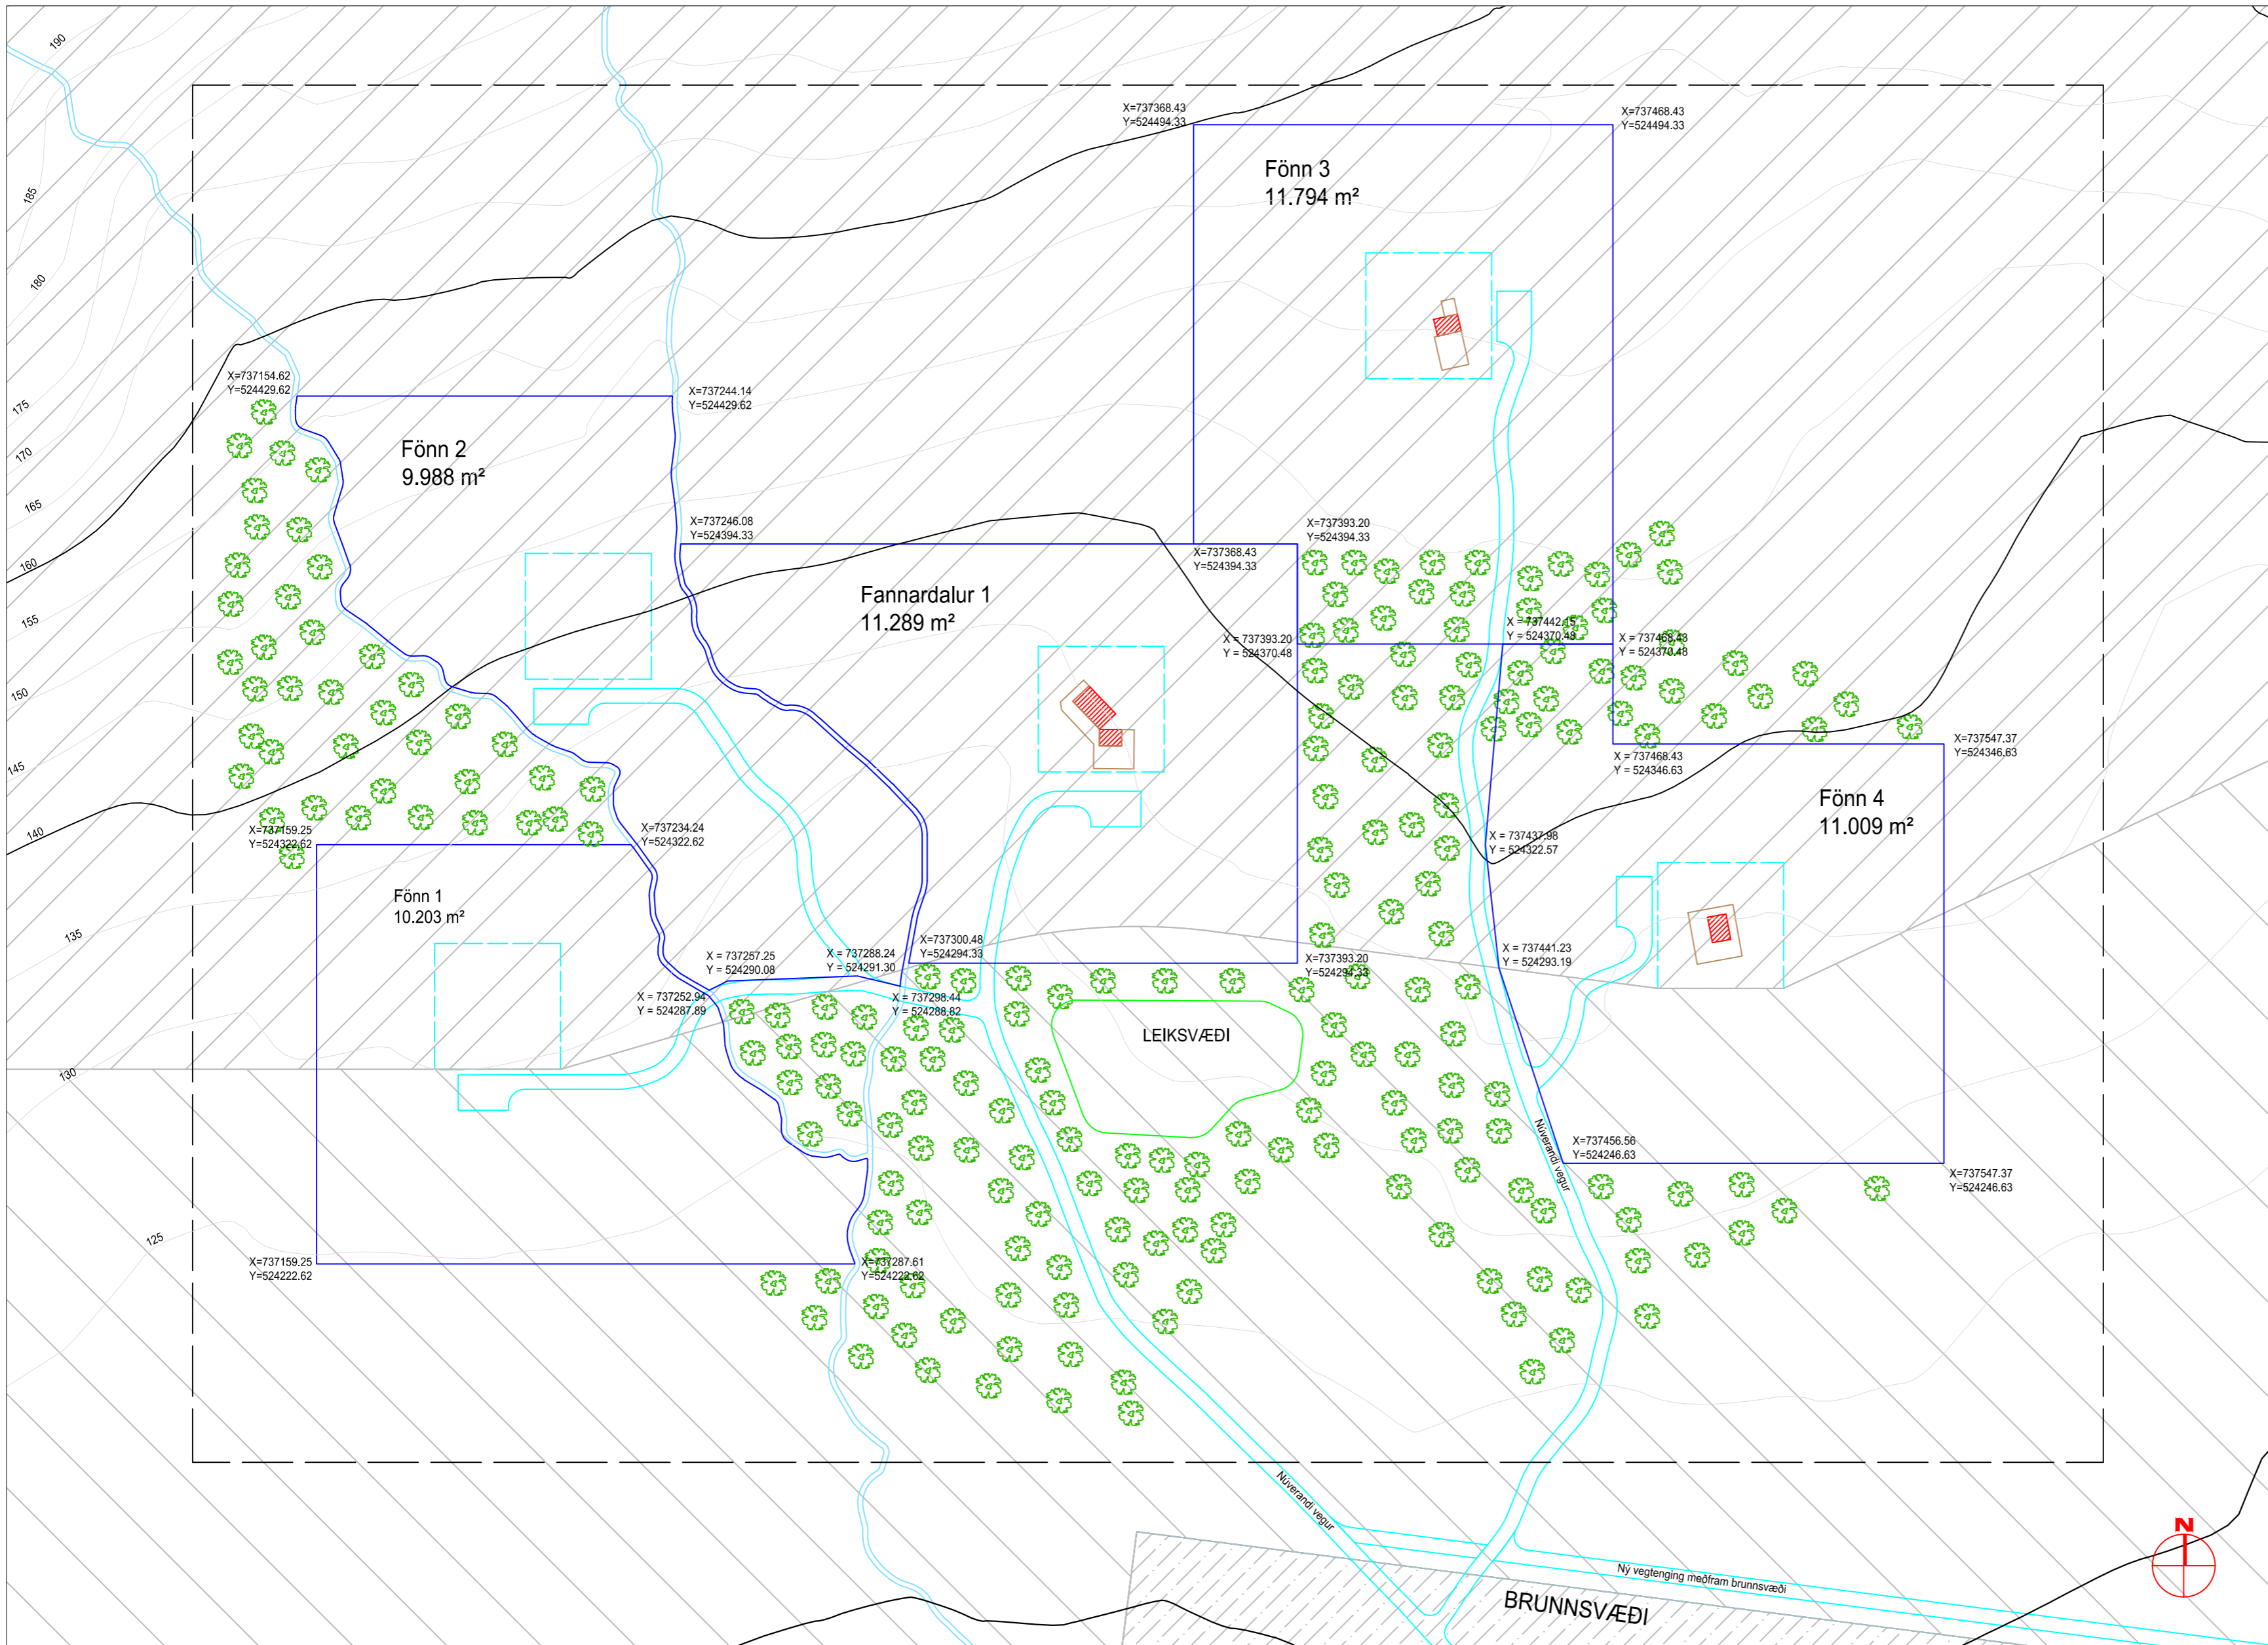 190
185
180
175
170
165
160
155
150
145
140
135
130
125
X=737368.43
Y=524494.33
X=737468.43
Y=524494.33
Fönn 3
11.794 m²
X=737154.62
Y=524429.62
X=737244.14
Y=524429.62
Fönn 2
9.988 m²
X=737246.08
Y=524394.33
X=737368.43
Y=524394.33
X=737393.20
Y=524394.33
Fannardalur 1
11.289 m²
X = 737393.20
Y = 524370.48
X = 737442.15
Y = 524370.48
X = 737468.43
Y = 524370.48
X = 737468.43
Y = 524346.63
X=737547.37
Y=524346.63
Fönn 4
11.009 m²
X=737159.25
Y=524322.62
X=737234.24
Y=524322.62
X = 737437.98
Y = 524322.57
Fönn 1
10.203 m²
X = 737257.25
Y = 524290.08
X = 737288.24
Y = 524291.30
X=737300.48
Y=524294.33
X=737393.20
Y=524294.33
X = 737441.23
Y = 524293.19
X = 737252.94
Y = 524287.89
X = 737298.44
Y = 524288.82
LEIKSVÆÐI
Núverandi vegur
X=737456.56
Y=524246.63
X=737547.37
Y=524246.63
X=737159.25
Y=524222.62
X=737287.61
Y=524222.62
Núverandi vegur
Ný vegtenging meðfram brunnsvæði
BRUNNSVÆÐI
N